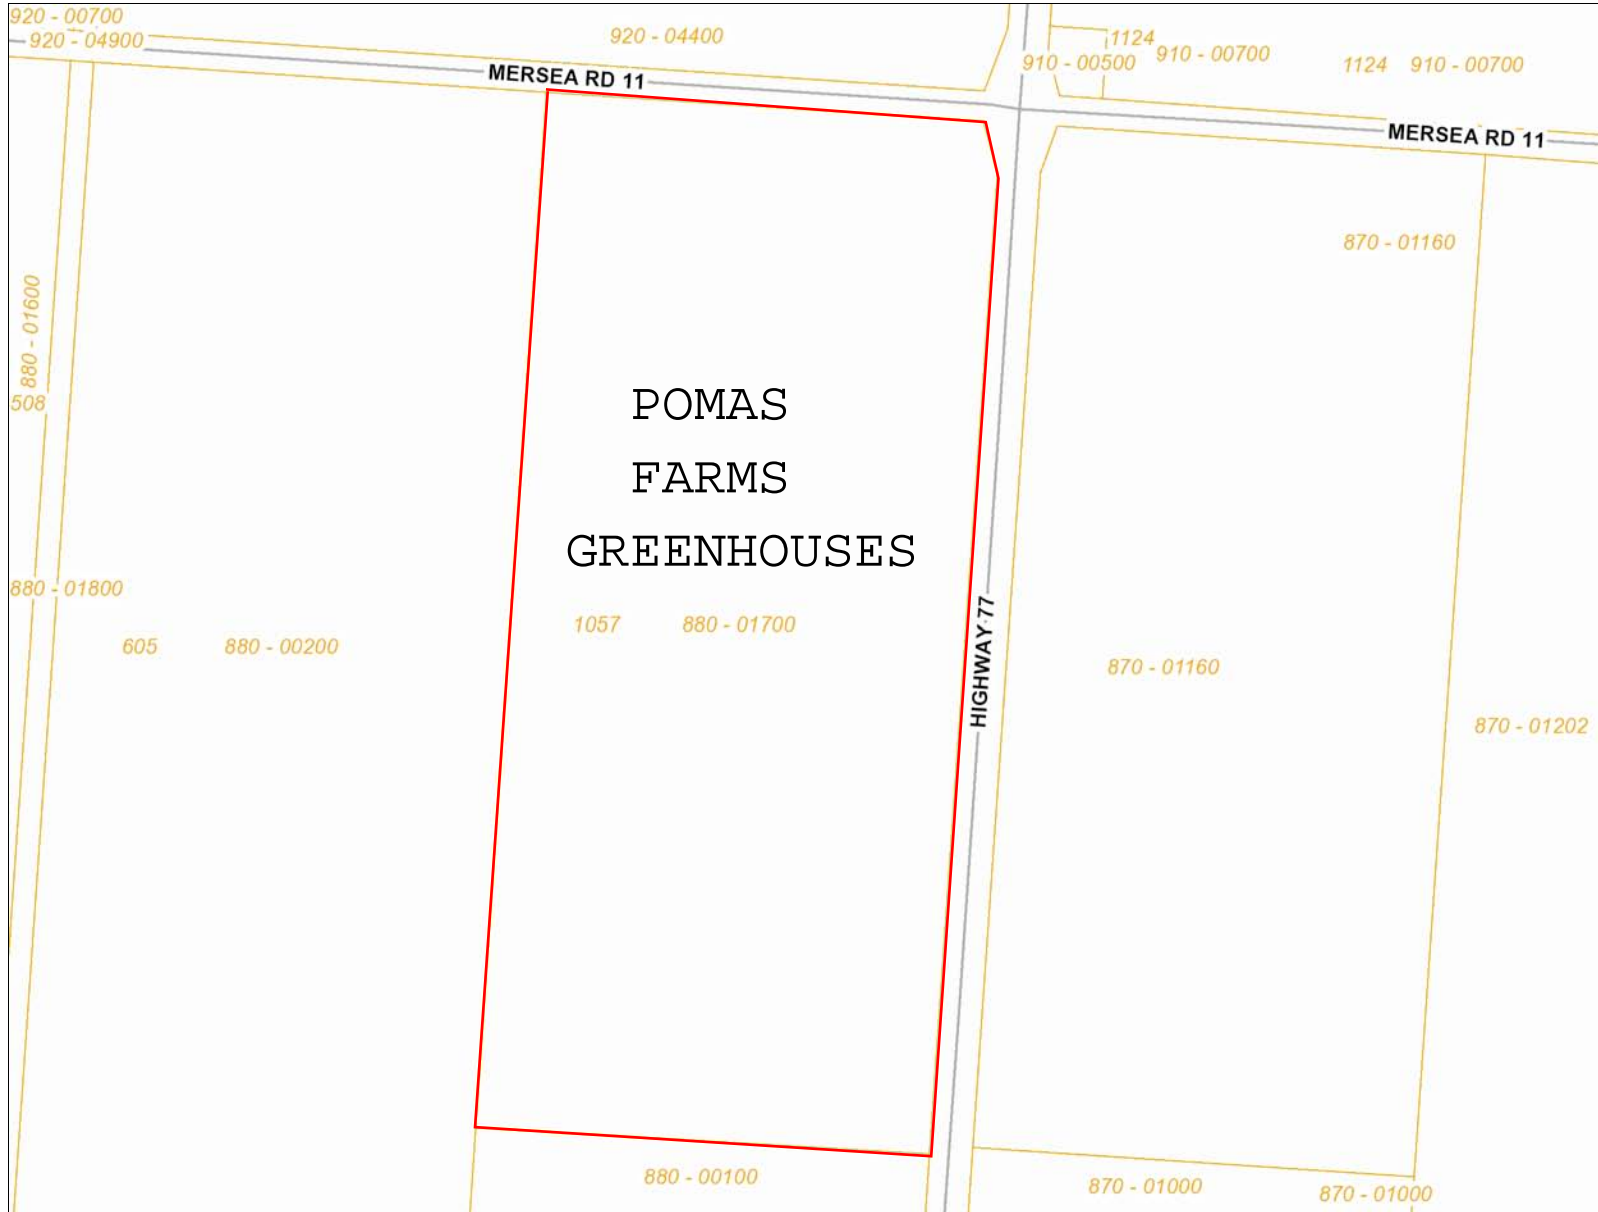 920 - 00700
920 - 04900
920 - 04400
1124
910 - 00500
910 - 00700
1124 910 - 00700
MERSEA RD 11
MERSEA RD 11
870 - 01160
880 - 01600
508
POMAS
FARMS
GREENHOUSES
880 - 01800
605 880 - 00200
1057 880 - 01700
HIGHWAY 77
870 - 01160
870 - 01202
880 - 00100
870 - 01000
870 - 01000